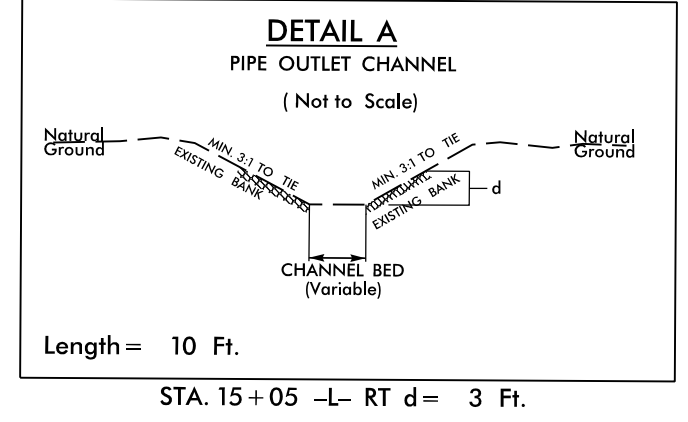 DETAIL A
PIPE OUTLET CHANNEL
( Not to Scale)
Natural
Ground
MIN. 3:1 TO TIE
EXISTING BANK
MIN. 3:1 TO TIE
EXISTING BANK
Natural
Ground
d
CHANNEL BED
(Variable)
Length = 10 Ft.
STA. 15+05 -L- RT d = 3 Ft.